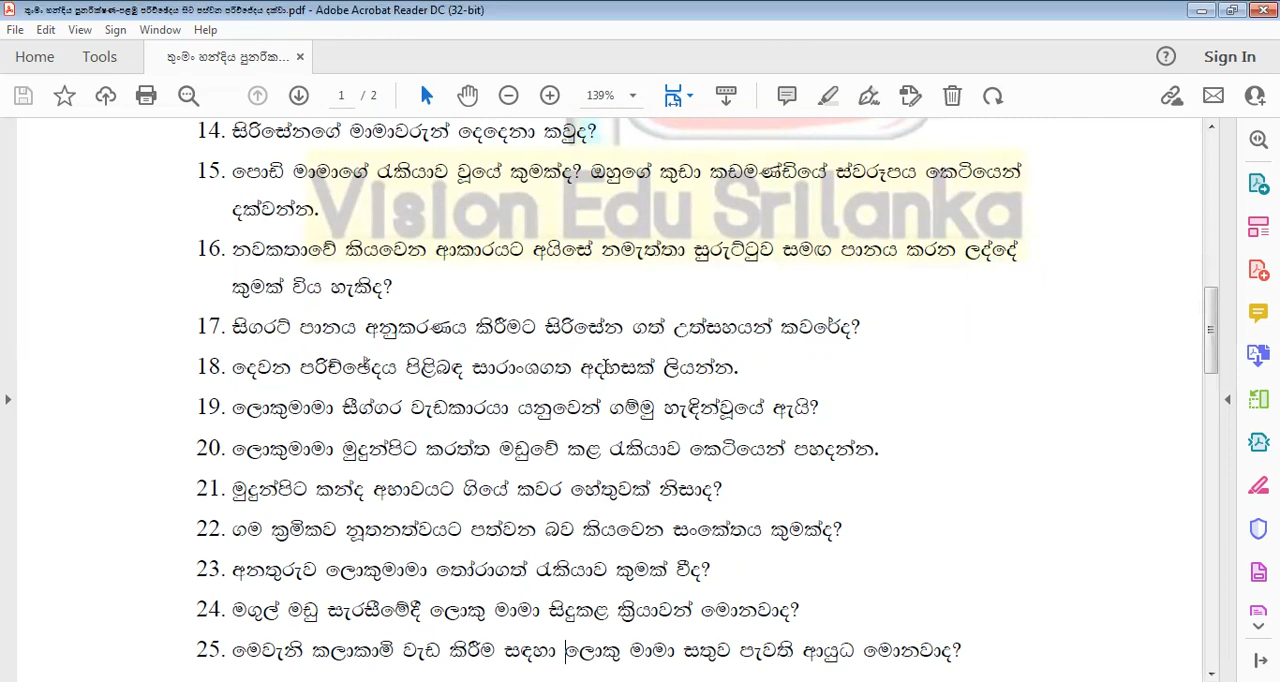 තුංමං හන්දිය පුනරීක්ෂණ-පළමු පරිච්ඡේදය සිට පස්වන පරිච්ඡේදය දක්වා.pdf - Adobe Acrobat Reader DC (32-bit)
File Edit View Sign Window Help
Home Tools තුංමං හන්දිය පුනරීක... × Sign In
1 / 2 139%
14. සිරිසේනගේ මාමාවරුන් දෙදෙනා කවුද?
15. පොඩි මාමාගේ රැකියාව වූයේ කුමක්ද? ඔහුගේ කුඩා කඩමණ්ඩියේ ස්වරූපය කෙටියෙන්
දක්වන්න.
Vision Edu Srilanka
16. නවකතාවේ කියවෙන ආකාරයට අයිසේ නමැත්තා සුරුට්ටුව සමඟ පානය කරන ලද්දේ
කුමක් විය හැකිද?
17. සිගරට් පානය අනුකරණය කිරීමට සිරිසේන ගත් උත්සහයන් කවරේද?
18. දෙවන පරිච්ඡේදය පිළිබඳ සාරාංශගත අදහසක් ලියන්න.
19. ලොකුමාමා සීග්ගර වැඩකාරයා යනුවෙන් ගම්මු හැඳින්වූයේ ඇයි?
20. ලොකුමාමා මුදුන්පිට කරත්ත මඩුවේ කළ රැකියාව කෙටියෙන් පහදන්න.
21. මුදුන්පිට කන්ද අභාවයට ගියේ කවර හේතුවක් නිසාද?
22. ගම ක්‍රමිකව නූතනත්වයට පත්වන බව කියවෙන සංකේතය කුමක්ද?
23. අනතුරුව ලොකුමාමා තෝරාගත් රැකියාව කුමක් වීද?
24. මගුල් මඩු සැරසීමේදී ලොකු මාමා සිදුකළ ක්‍රියාවන් මොනවාද?
25. මෙවැනි කලාකාමී වැඩ කිරීම සඳහා ලොකු මාමා සතුව පැවති ආයුධ මොනවාද?